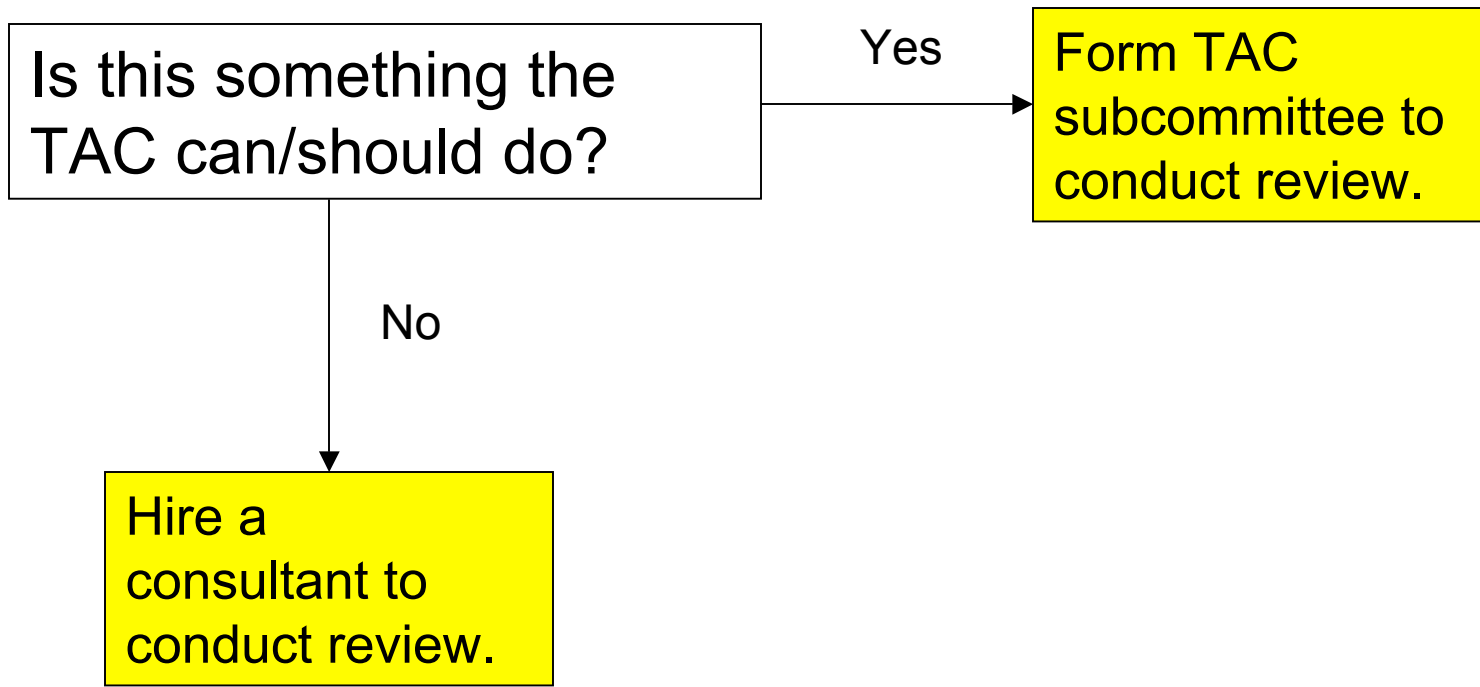 Is this something the
TAC can/should do?
Yes
Form TAC
subcommittee to
conduct review.
No
Hire a
consultant to
conduct review.